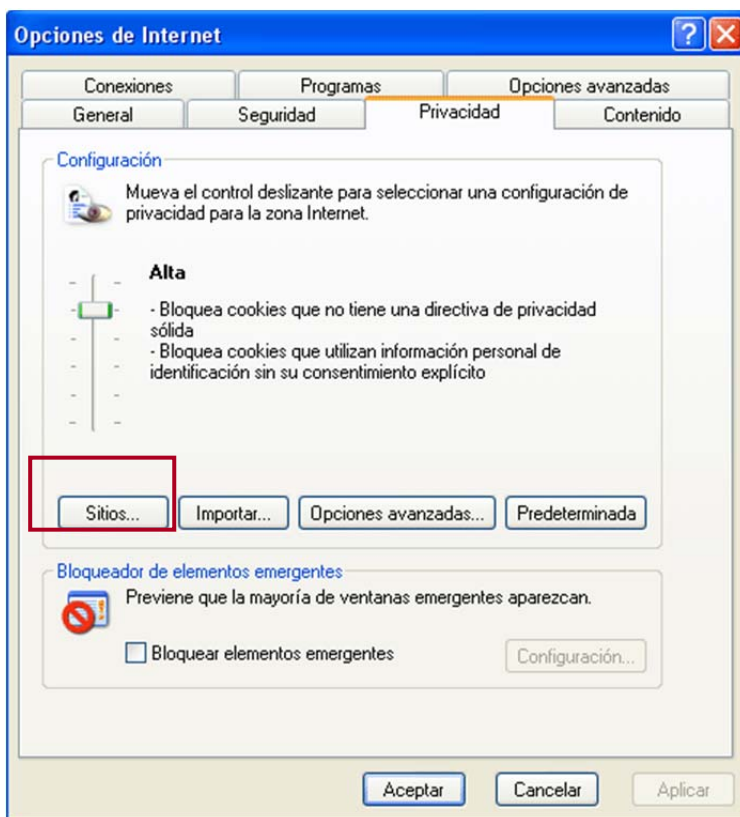 Opciones de Internet
Conexiones Programas Opciones avanzadas
General Seguridad Privacidad Contenido
Configuración
Mueva el control deslizante para seleccionar una configuración de
privacidad para la zona Internet.
Alta
- Bloquea cookies que no tiene una directiva de privacidad
sólida
- Bloquea cookies que utilizan información personal de
identificación sin su consentimiento explícito
Sitios... Importar... Opciones avanzadas... Predeterminada
Bloqueador de elementos emergentes
Previene que la mayoría de ventanas emergentes aparezcan.
Bloquear elementos emergentes Configuración...
Aceptar Cancelar Aplicar